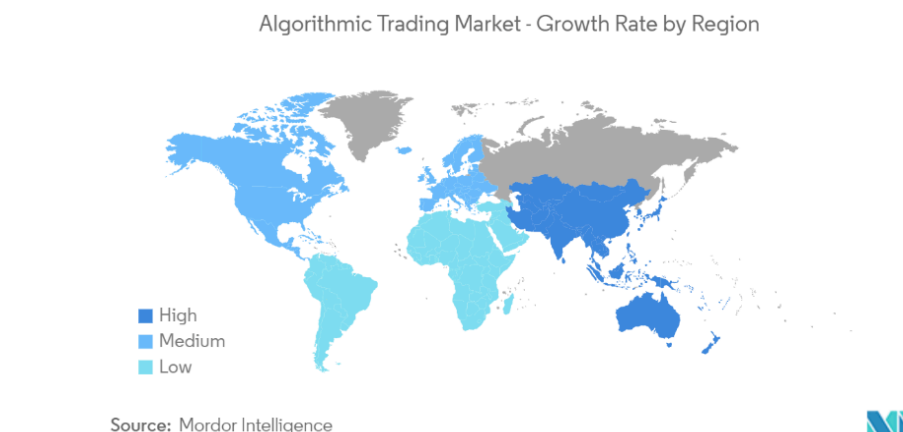 Algorithmic Trading Market - Growth Rate by Region
High
Medium
Low
Source: Mordor Intelligence